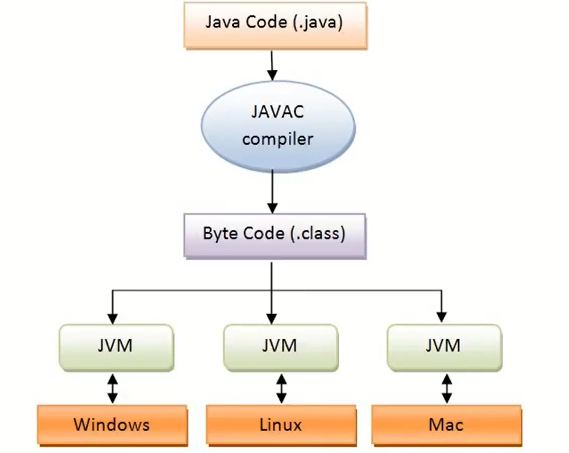 Java Code (.java)
JAVAC
compiler
Byte Code (.class)
JVM
JVM
JVM
Windows
Linux
Mac